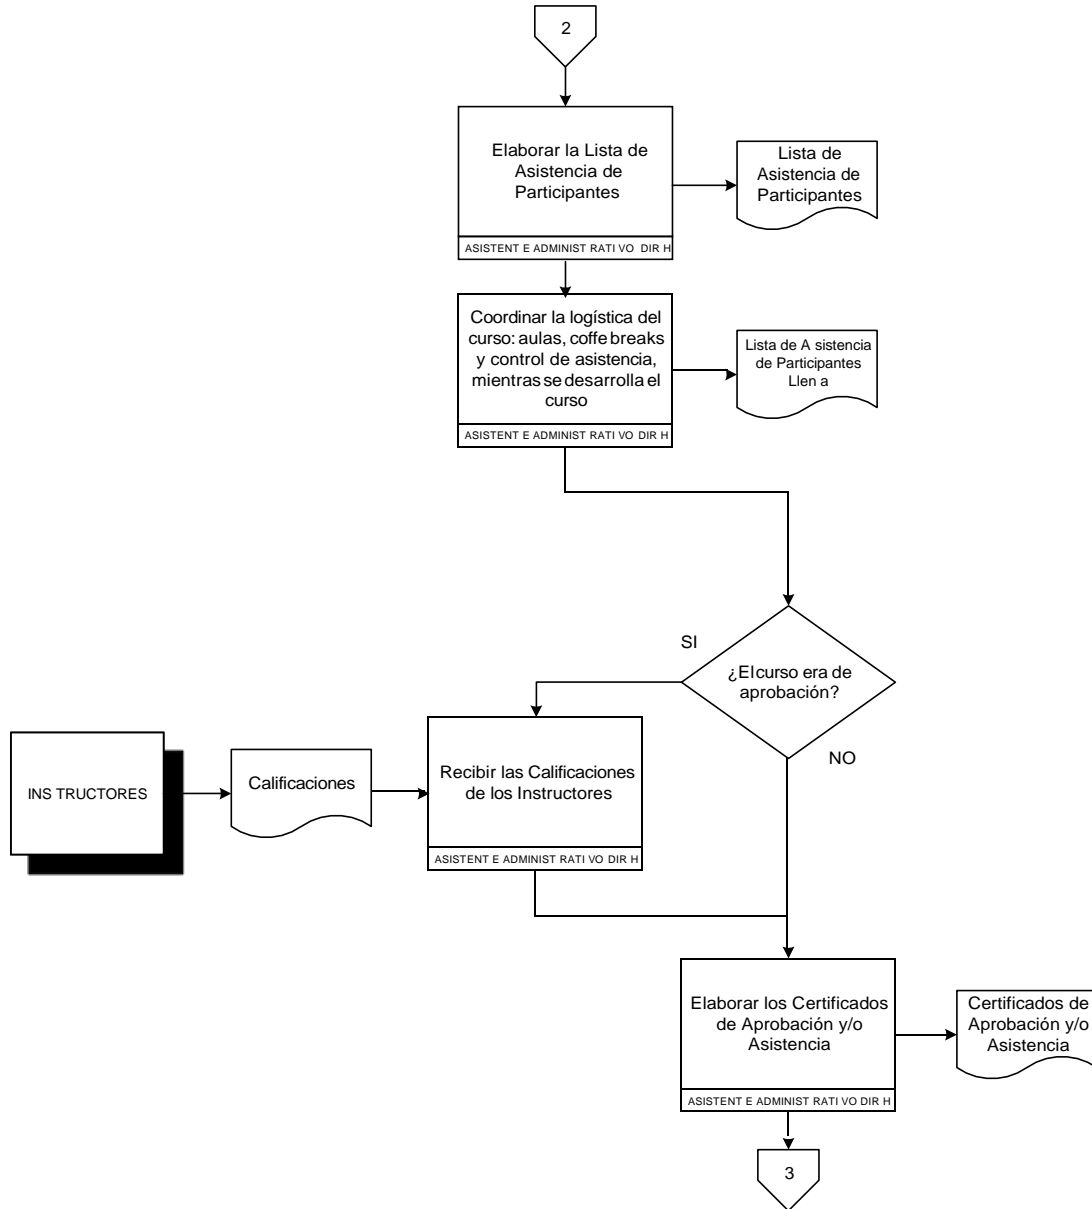 2
Elaborar la Lista de
Asistencia de
Participantes
ASISTENT E ADMINIST RATI VO DIR H
Lista de
Asistencia de
Participantes
Coordinar la logística del
curso: aulas, coffe breaks
y control de asistencia,
mientras se desarrolla el
curso
ASISTENT E ADMINIST RATI VO DIR H
Lista de A sistencia
de Participantes
Llen a
SI
¿El curso era de
aprobación?
NO
INS TRUCTORES
Calificaciones
Recibir las Calificaciones
de los Instructores
ASISTENT E ADMINIST RATI VO DIR H
Elaborar los Certificados
de Aprobación y/o
Asistencia
ASISTENT E ADMINIST RATI VO DIR H
Certificados de
Aprobación y/o
Asistencia
3